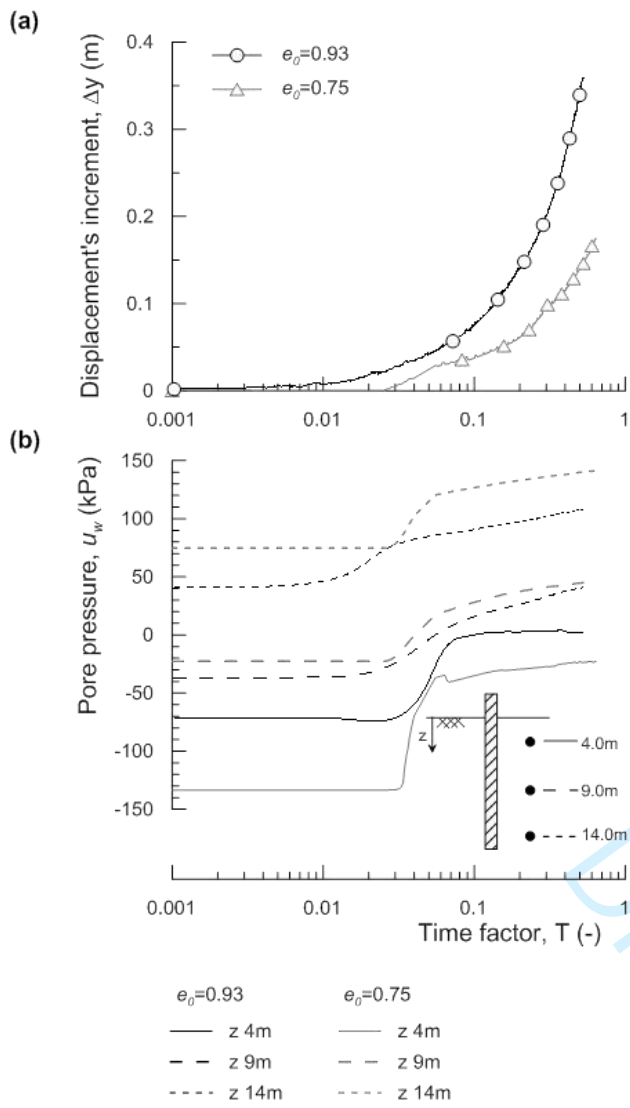 (a)
Displacement's increment, Δy (m)
0.4
0.3
0.2
0.1
0
e0=0.93
e0=0.75
0.001
0.01
0.1
1
(b)
Pore pressure, uw (kPa)
150
100
50
0
-50
-100
-150
z
4.0m
9.0m
14.0m
0.001
0.01
0.1
1
Time factor, T (-)
e0=0.93
e0=0.75
z 4m
z 4m
z 9m
z 9m
z 14m
z 14m